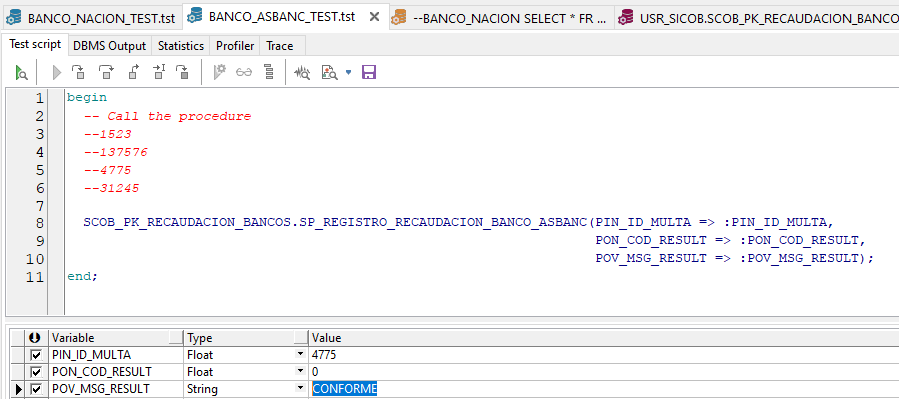 BANCO_NACION_TEST.tst BANCO_ASBANC_TEST.tst --BANCO_NACION SELECT * FR ... USR_SICOB.SCOB_PK_RECAUDACION_BANCO
Test script DBMS Output Statistics Profiler Trace
1 begin
2 -- Call the procedure
3 --1523
4 --137576
5 --4775
6 --31245
7
8 SCOB_PK_RECAUDACION_BANCOS.SP_REGISTRO_RECAUDACION_BANCO_ASBANC(PIN_ID_MULTA => :PIN_ID_MULTA,
9 PON_COD_RESULT => :PON_COD_RESULT,
10 POV_MSG_RESULT => :POV_MSG_RESULT);
11 end;
Variable Type Value
PIN_ID_MULTA Float 4775
PON_COD_RESULT Float 0
POV_MSG_RESULT String CONFORME